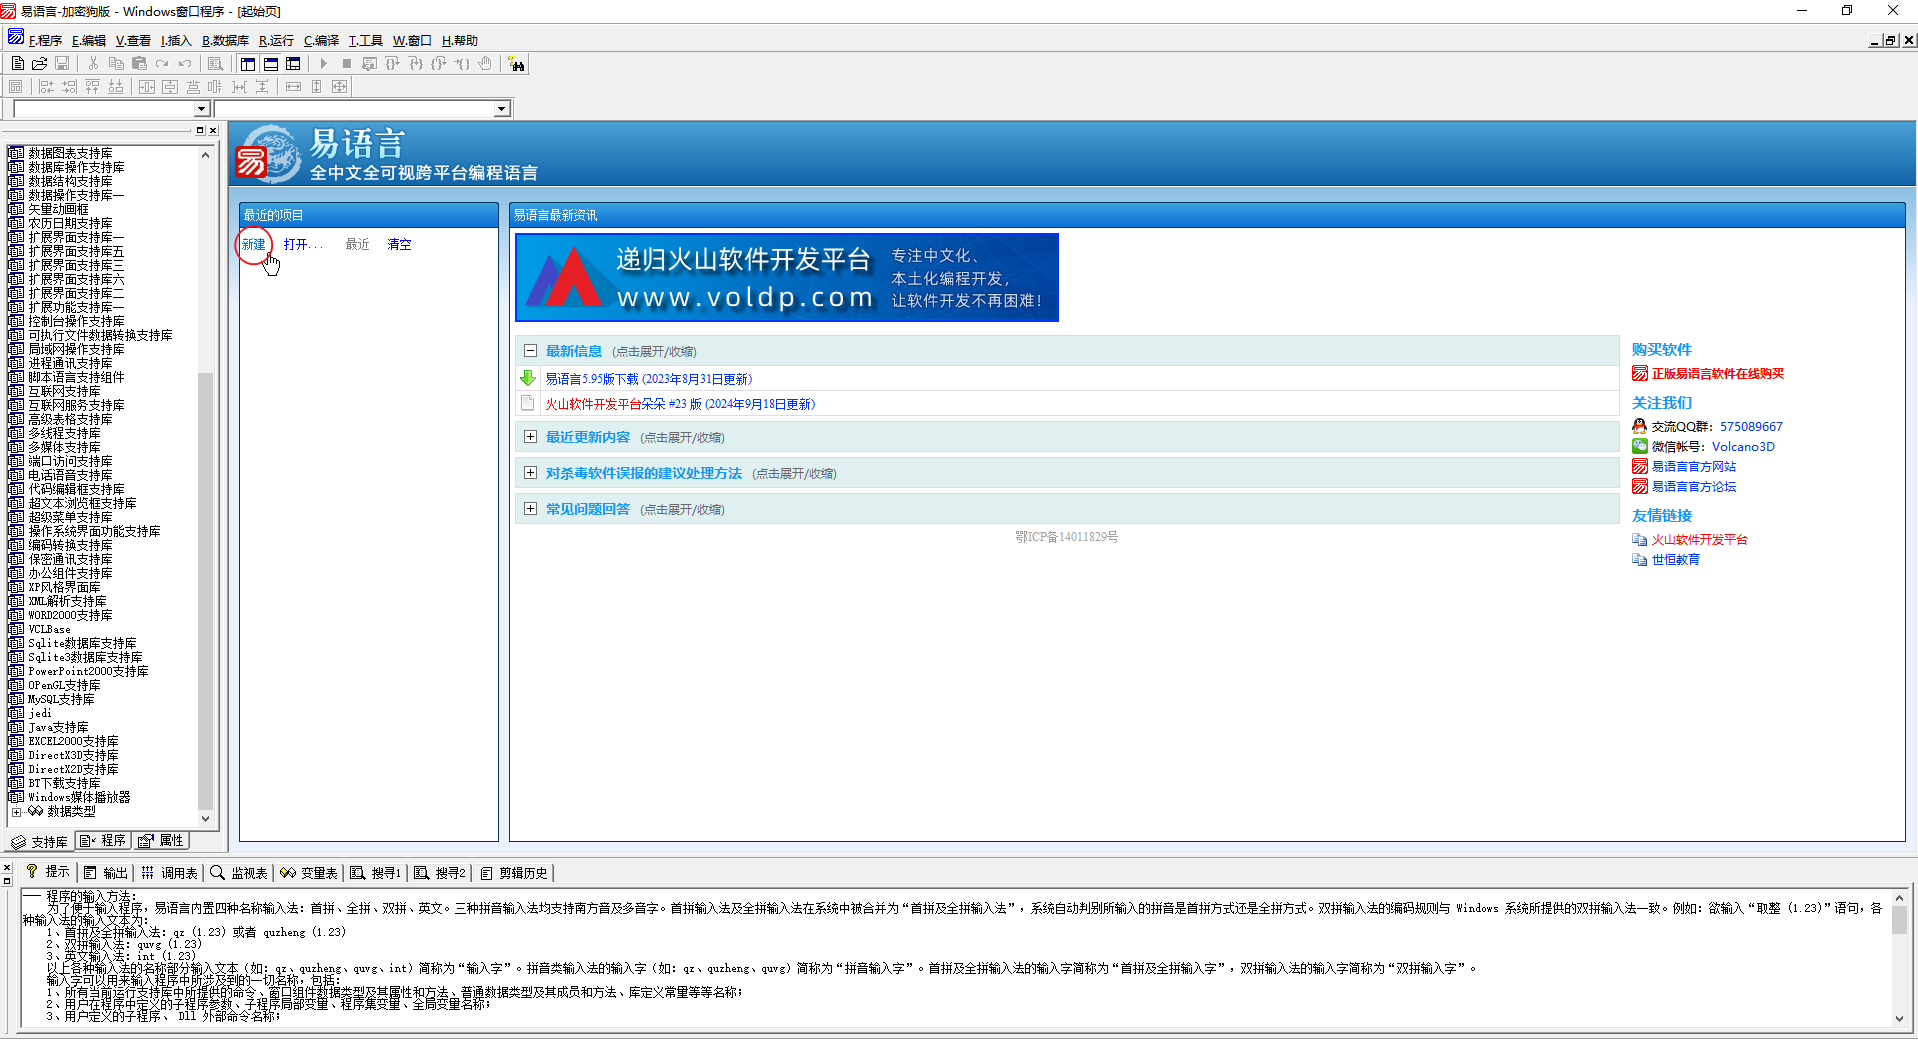 易语言-加密狗版 - Windows窗口程序 - [起始页]
F.程序 E.编辑 V.查看 I.插入 B.数据库 R.运行 C.编译 T.工具 W.窗口 H.帮助
数据图表支持库
数据库操作支持库
数据结构支持库
数据操作支持库一
矢量动画框
农历日期支持库
扩展界面支持库一
扩展界面支持库五
扩展界面支持库三
扩展界面支持库六
扩展界面支持库二
扩展功能支持库一
控制台操作支持库
可执行文件数据转换支持库
局域网操作支持库
进程通讯支持库
脚本语言支持组件
互联网支持库
互联网服务支持库
高级表格支持库
多线程支持库
多媒体支持库
端口访问支持库
电话语音支持库
代码编辑框支持库
超文本浏览框支持库
超级菜单支持库
操作系统界面功能支持库
编码转换支持库
保密通讯支持库
办公组件支持库
XP风格界面库
XML解析支持库
WORD2000支持库
VCLBase
Sqlite数据库支持库
Sqlite3数据库支持库
PowerPoint2000支持库
OPenGL支持库
MySQL支持库
jedi
Java支持库
EXCEL2000支持库
DirectX3D支持库
DirectX2D支持库
BT下载支持库
Windows媒体播放器
数据类型
支持库 程序 属性
易 易语言
全中文全可视跨平台编程语言
最近的项目
新建 打开... 最近 清空
易语言最新资讯
递归火山软件开发平台
www.voldp.com
专注中文化、
本土化编程开发，
让软件开发不再困难！
最新信息 (点击展开/收缩)
易语言5.95版下载 (2023年8月31日更新)
火山软件开发平台朵朵 #23 版 (2024年9月18日更新)
最近更新内容 (点击展开/收缩)
对杀毒软件误报的建议处理方法 (点击展开/收缩)
常见问题回答 (点击展开/收缩)
鄂ICP备14011829号
购买软件
正版易语言软件在线购买
关注我们
交流QQ群：575089667
微信帐号：Volcano3D
易语言官方网站
易语言官方论坛
友情链接
火山软件开发平台
世恒教育
提示 输出 调用表 监视表 变量表 搜寻1 搜寻2 剪辑历史
── 程序的输入方法：
为了便于输入程序，易语言内置四种名称输入法：首拼、全拼、双拼、英文。三种拼音输入法均支持南方音及多音字。首拼输入法及全拼输入法在系统中被合并为“首拼及全拼输入法”，系统自动判别所输入的拼音是首拼方式还是全拼方式。双拼输入法的编码规则与 Windows 系统所提供的双拼输入法一致。例如：欲输入“取整 (1.23)”语句，各
种输入法的输入文本为：
1、首拼及全拼输入法：qz (1.23) 或者 quzheng (1.23)
2、双拼输入法：quvg (1.23)
3、英文输入法：int (1.23)
以上各种输入法的名称部分输入文本（如：qz、quzheng、quvg、int）简称为“输入字”。拼音类输入法的输入字（如：qz、quzheng、quvg）简称为“拼音输入字”。首拼及全拼输入法的输入字简称为“首拼及全拼输入字”，双拼输入法的输入字简称为“双拼输入字”。
输入字可以用来输入程序中所涉及到的一切名称，包括：
1、所有当前运行支持库中所提供的命令、窗口组件数据类型及其属性和方法、普通数据类型及其成员和方法、库定义常量等等名称；
2、用户在程序中定义的子程序参数、子程序局部变量、程序集变量、全局变量名称；
3、用户定义的子程序、 Dll 外部命令名称；